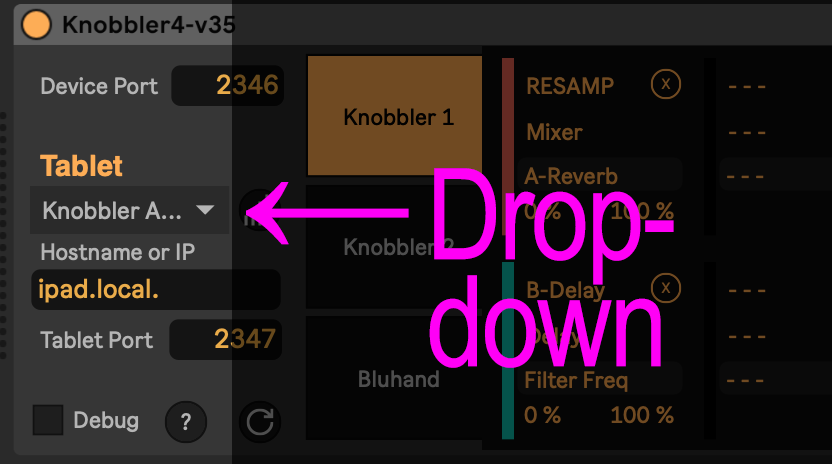 Knobbler4-v35
Device Port
2346
Tablet
Knobbler A...
Hostname or IP
ipad.local.
Tablet Port
2347
Debug
?
Knobbler 1
Knobbler 2
Bluhand
RESAMP
X
Mixer
A-Reverb
0 %
100 %
B-Delay
X
Delay
Filter Freq
0 %
100 %
- - -
- - -
- - -
- - -
- - -
- - -
Drop-
down